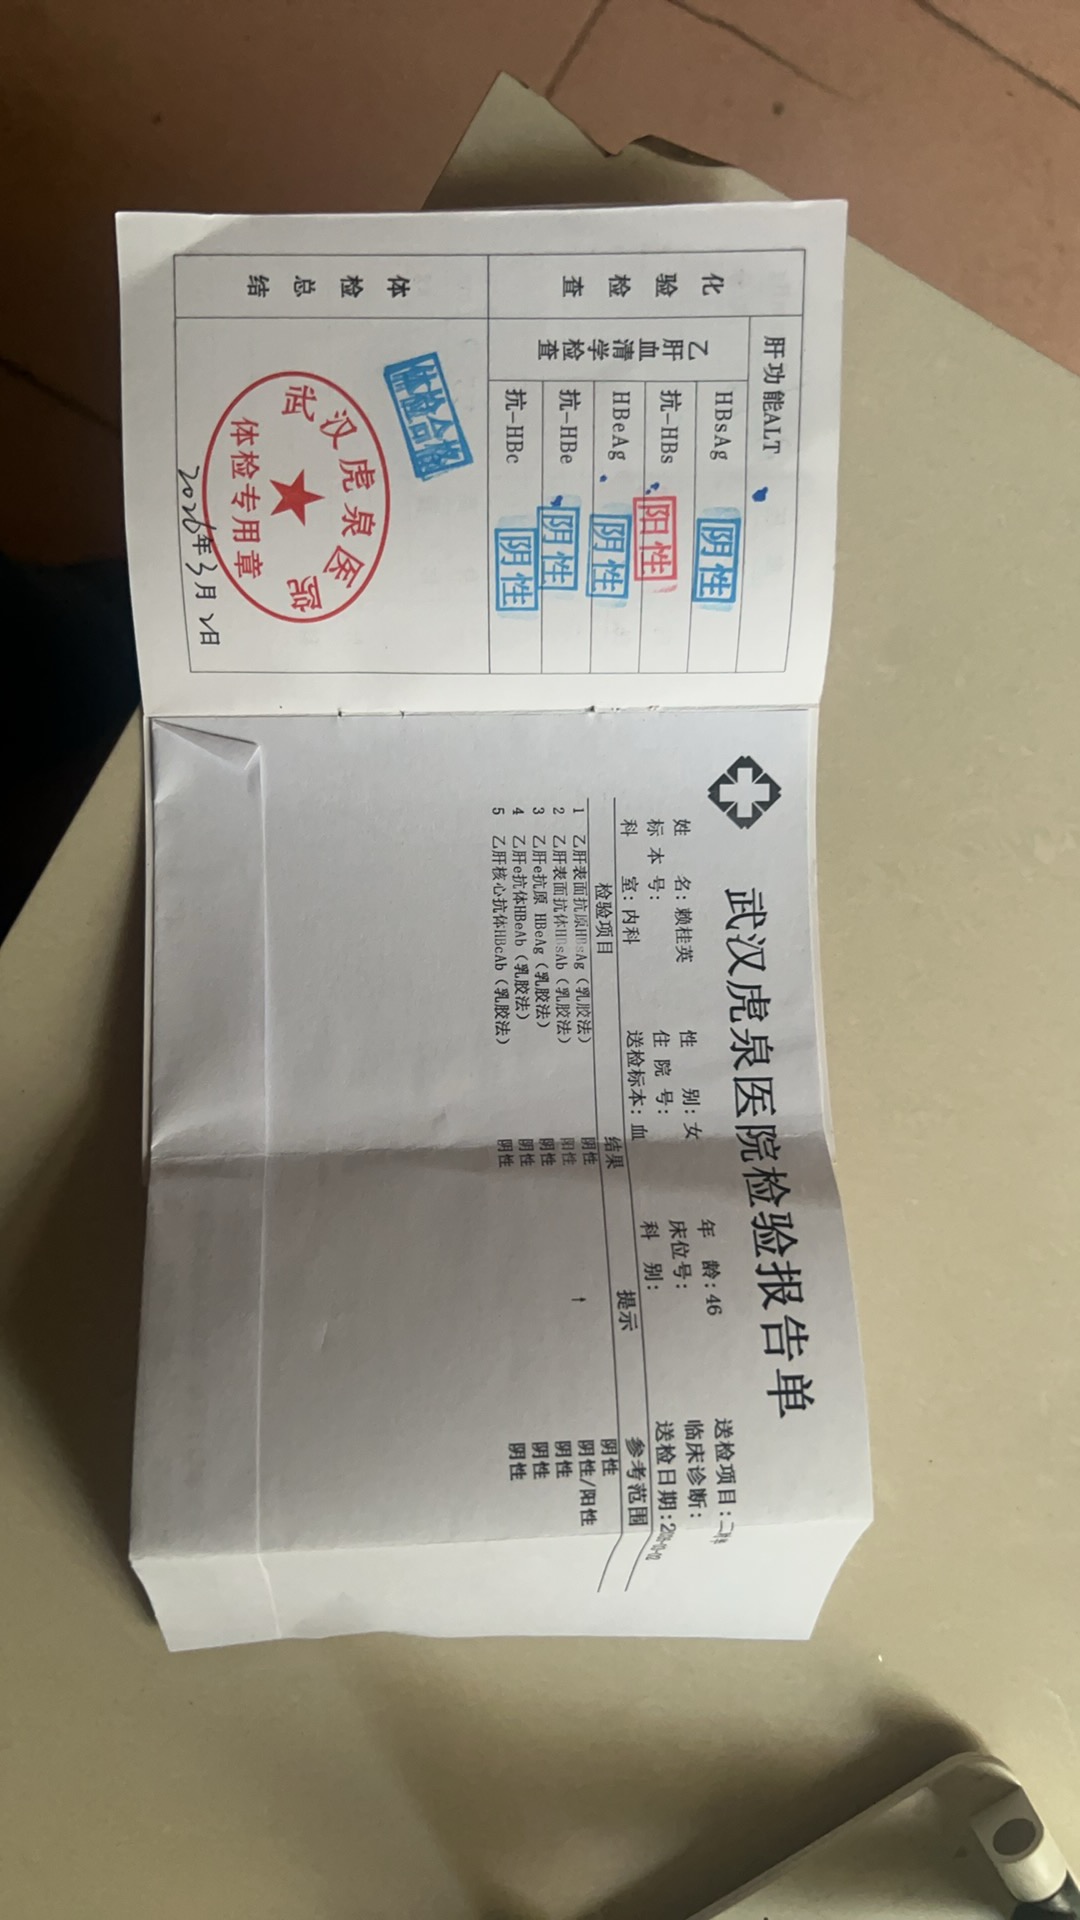 化验检查
肝功能ALT
乙肝血清学检查
HBsAg 阴性
抗-HBs 阳性
HBeAg 阴性
抗-HBe 阴性
抗-HBc 阴性
体检总结
体检合格
武汉虎泉医院
体检专用章
2026年3月2日
武汉虎泉医院检验报告单
姓 名: 赖桂英 性 别: 女 年 龄: 46 送检项目:
标 本 号: 住 院 号: 床位号: 临床诊断:
科 室: 内科 送检标本: 血 科 别: 送检日期:
检验项目 结果 提示 参考范围
1 乙肝表面抗原HBsAg (乳胶法) 阴性 阴性
2 乙肝表面抗体HBsAb (乳胶法) 阳性 ↑ 阴性/阳性
3 乙肝e抗原 HBeAg (乳胶法) 阴性 阴性
4 乙肝e抗体HBeAb (乳胶法) 阴性 阴性
5 乙肝核心抗体HBcAb (乳胶法) 阴性 阴性